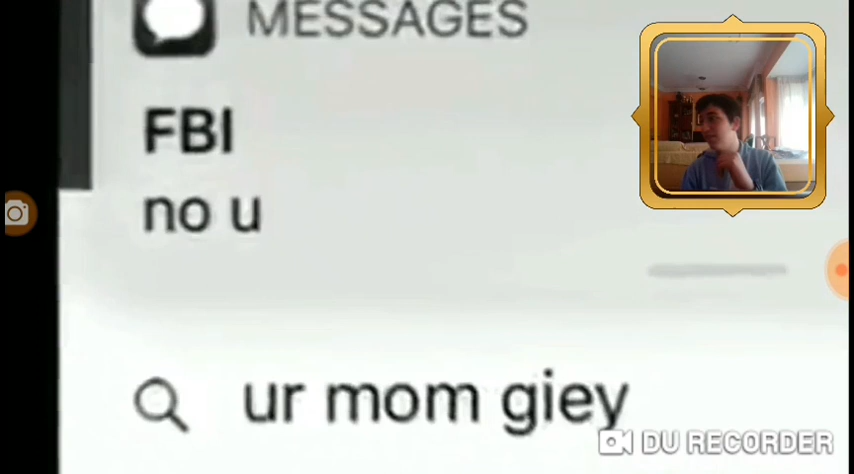 MESSAGES
FBI
no u
ur mom giey
DU RECORDER